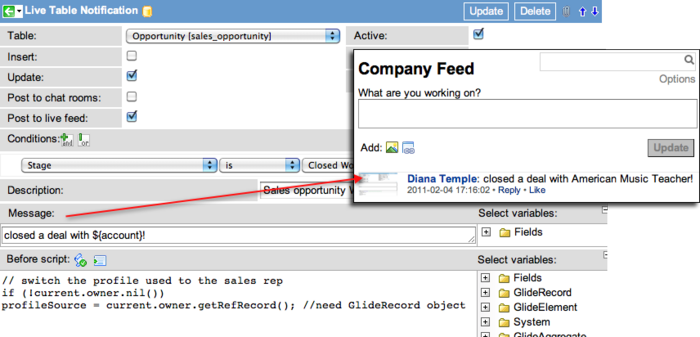 Live Table Notification
Update
Delete
Table:
Opportunity [sales_opportunity]
Active:
Insert:
Update:
Post to chat rooms:
Post to live feed:
Conditions:
Stage
is
Closed Wo
Description:
Sales opportunity W
Message:
Select variables:
closed a deal with ${account}!
Fields
Before script:
Select variables:
// switch the profile used to the sales rep
if (!current.owner.nil())
profileSource = current.owner.getRefRecord(); //need GlideRecord object
Fields
GlideRecord
GlideElement
System
GlideAggregate
Company Feed
Options
What are you working on?
Add:
Update
Diana Temple: closed a deal with American Music Teacher!
2011-02-04 17:16:02 • Reply • Like